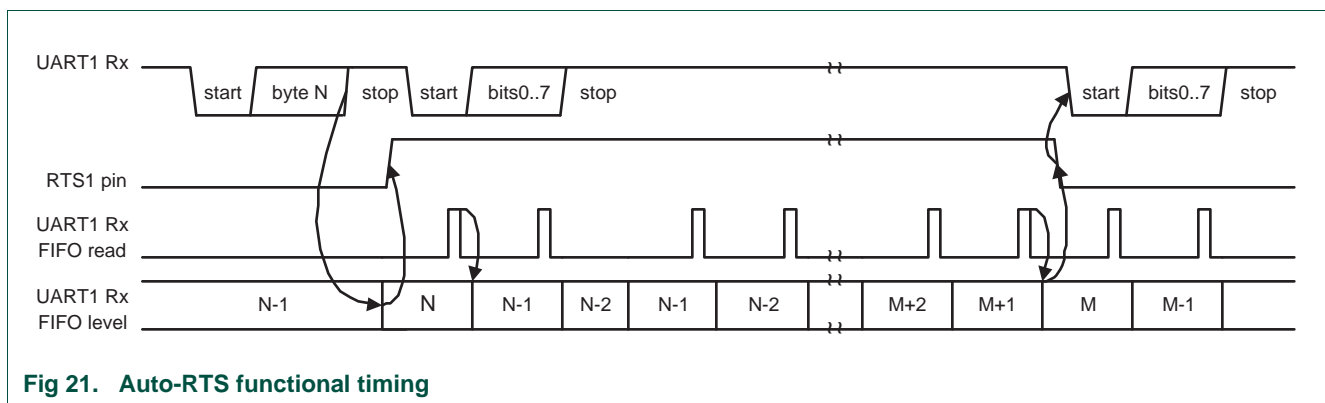 UART1 Rx
start byte N stop start bits0..7 stop start bits0..7 stop
RTS1 pin
UART1 Rx
FIFO read
UART1 Rx
FIFO level
N-1 N N-1 N-2 N-1 N-2 M+2 M+1 M M-1
Fig 21. Auto-RTS functional timing